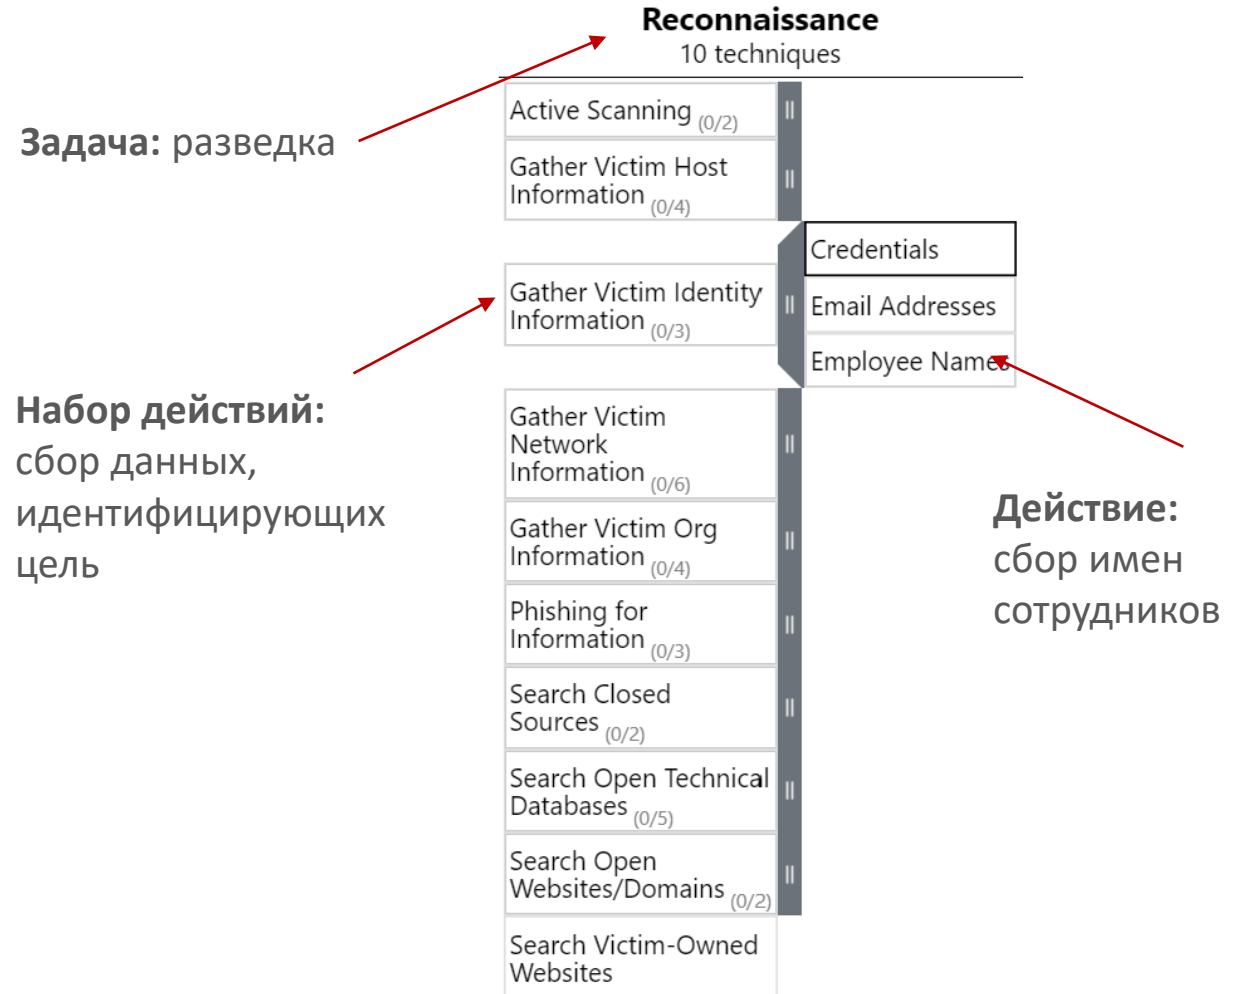 Reconnaissance
10 techniques
Задача: разведка
Active Scanning (0/2)
Gather Victim Host
Information (0/4)
Credentials
Gather Victim Identity
Information (0/3)
Email Addresses
Employee Names
Набор действий:
сбор данных,
идентифицирующих
цель
Gather Victim
Network
Information (0/6)
Gather Victim Org
Information (0/4)
Действие:
сбор имен
сотрудников
Phishing for
Information (0/3)
Search Closed
Sources (0/2)
Search Open Technical
Databases (0/5)
Search Open
Websites/Domains (0/2)
Search Victim-Owned
Websites